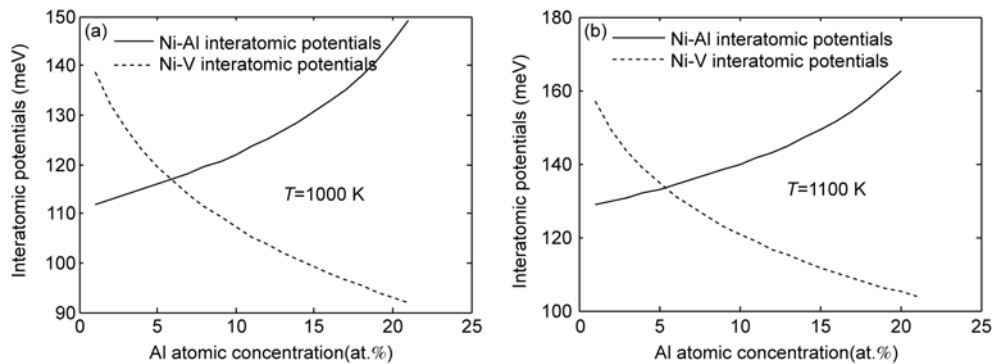 (a)
Ni-Al interatomic potentials
Ni-V interatomic potentials
T=1000 K
150
140
130
120
110
100
90
0 5 10 15 20 25
Interatomic potentials (meV)
Al atomic concentration(at.%)
(b)
Ni-Al interatomic potentials
Ni-V interatomic potentials
T=1100 K
180
160
140
120
100
0 5 10 15 20 25
Interatomic potentials (meV)
Al atomic concentration(at.%)